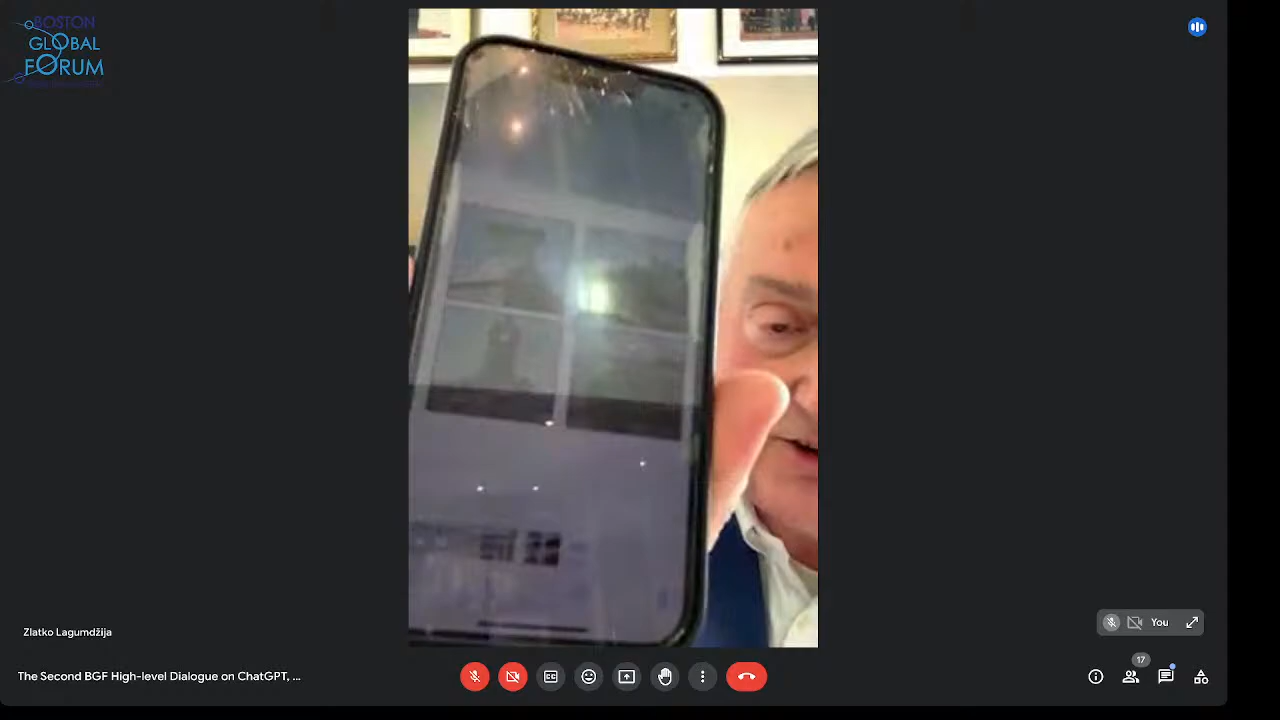 BOSTON
GLOBAL
FORUM
Zlatko Lagumdžija
You
The Second BGF High-level Dialogue on ChatGPT, ...
17